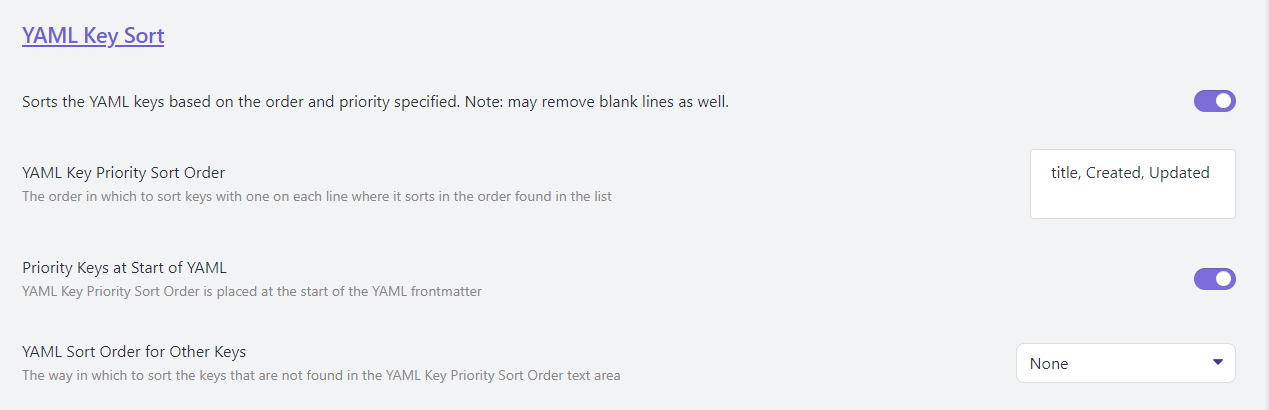 YAML Key Sort
Sorts the YAML keys based on the order and priority specified. Note: may remove blank lines as well.
YAML Key Priority Sort Order
The order in which to sort keys with one on each line where it sorts in the order found in the list
title, Created, Updated
Priority Keys at Start of YAML
YAML Key Priority Sort Order is placed at the start of the YAML frontmatter
YAML Sort Order for Other Keys
The way in which to sort the keys that are not found in the YAML Key Priority Sort Order text area
None